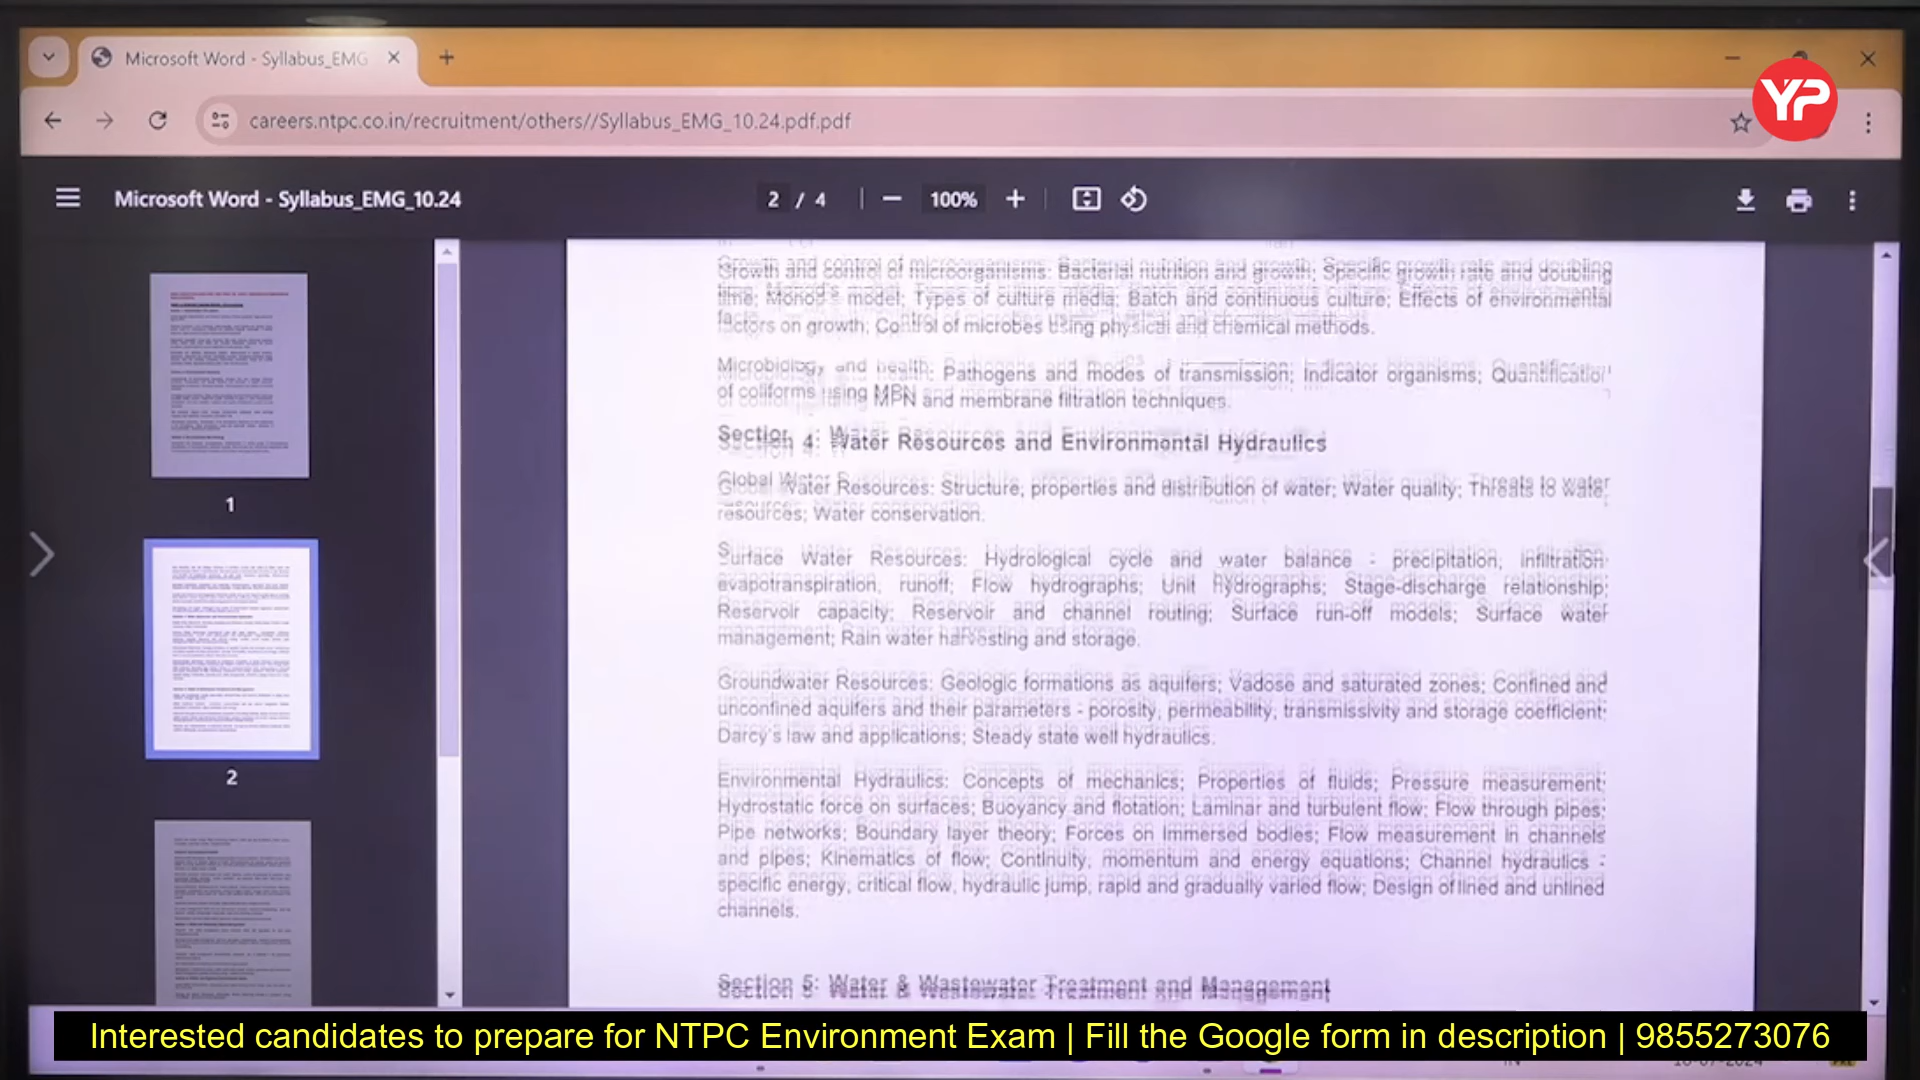 Microsoft Word - Syllabus_EMG
YP
careers.ntpc.co.in/recruitment/others//Syllabus_EMG_10.24.pdf.pdf
Microsoft Word - Syllabus_EMG_10.24
2 / 4
100%
Growth and control of microorganisms: Bacterial nutrition and growth; Specific growth rate and doubling
time; Monod's model; Types of culture media; Batch and continuous culture; Effects of environmental
factors on growth; Control of microbes using physical and chemical methods.
Microbiology and health: Pathogens and modes of transmission; Indicator organisms; Quantification
of coliforms using MPN and membrane filtration techniques.
Section 4: Water Resources and Environmental Hydraulics
Global Water Resources: Structure, properties and distribution of water; Water quality; Threats to water
resources; Water conservation.
Surface Water Resources: Hydrological cycle and water balance - precipitation, infiltration,
evapotranspiration, runoff; Flow hydrographs; Unit hydrographs; Stage-discharge relationship;
Reservoir capacity; Reservoir and channel routing; Surface run-off models; Surface water
management; Rain water harvesting and storage.
Groundwater Resources: Geologic formations as aquifers; Vadose and saturated zones; Confined and
unconfined aquifers and their parameters - porosity, permeability, transmissivity and storage coefficient;
Darcy's law and applications; Steady state well hydraulics.
Environmental Hydraulics: Concepts of mechanics; Properties of fluids; Pressure measurement;
Hydrostatic force on surfaces; Buoyancy and flotation; Laminar and turbulent flow; Flow through pipes;
Pipe networks; Boundary layer theory; Forces on immersed bodies; Flow measurement in channels
and pipes; Kinematics of flow; Continuity, momentum and energy equations; Channel hydraulics -
specific energy, critical flow, hydraulic jump, rapid and gradually varied flow; Design of lined and unlined
channels.
Section 5: Water & Wastewater Treatment and Management
1
2
Interested candidates to prepare for NTPC Environment Exam | Fill the Google form in description | 9855273076